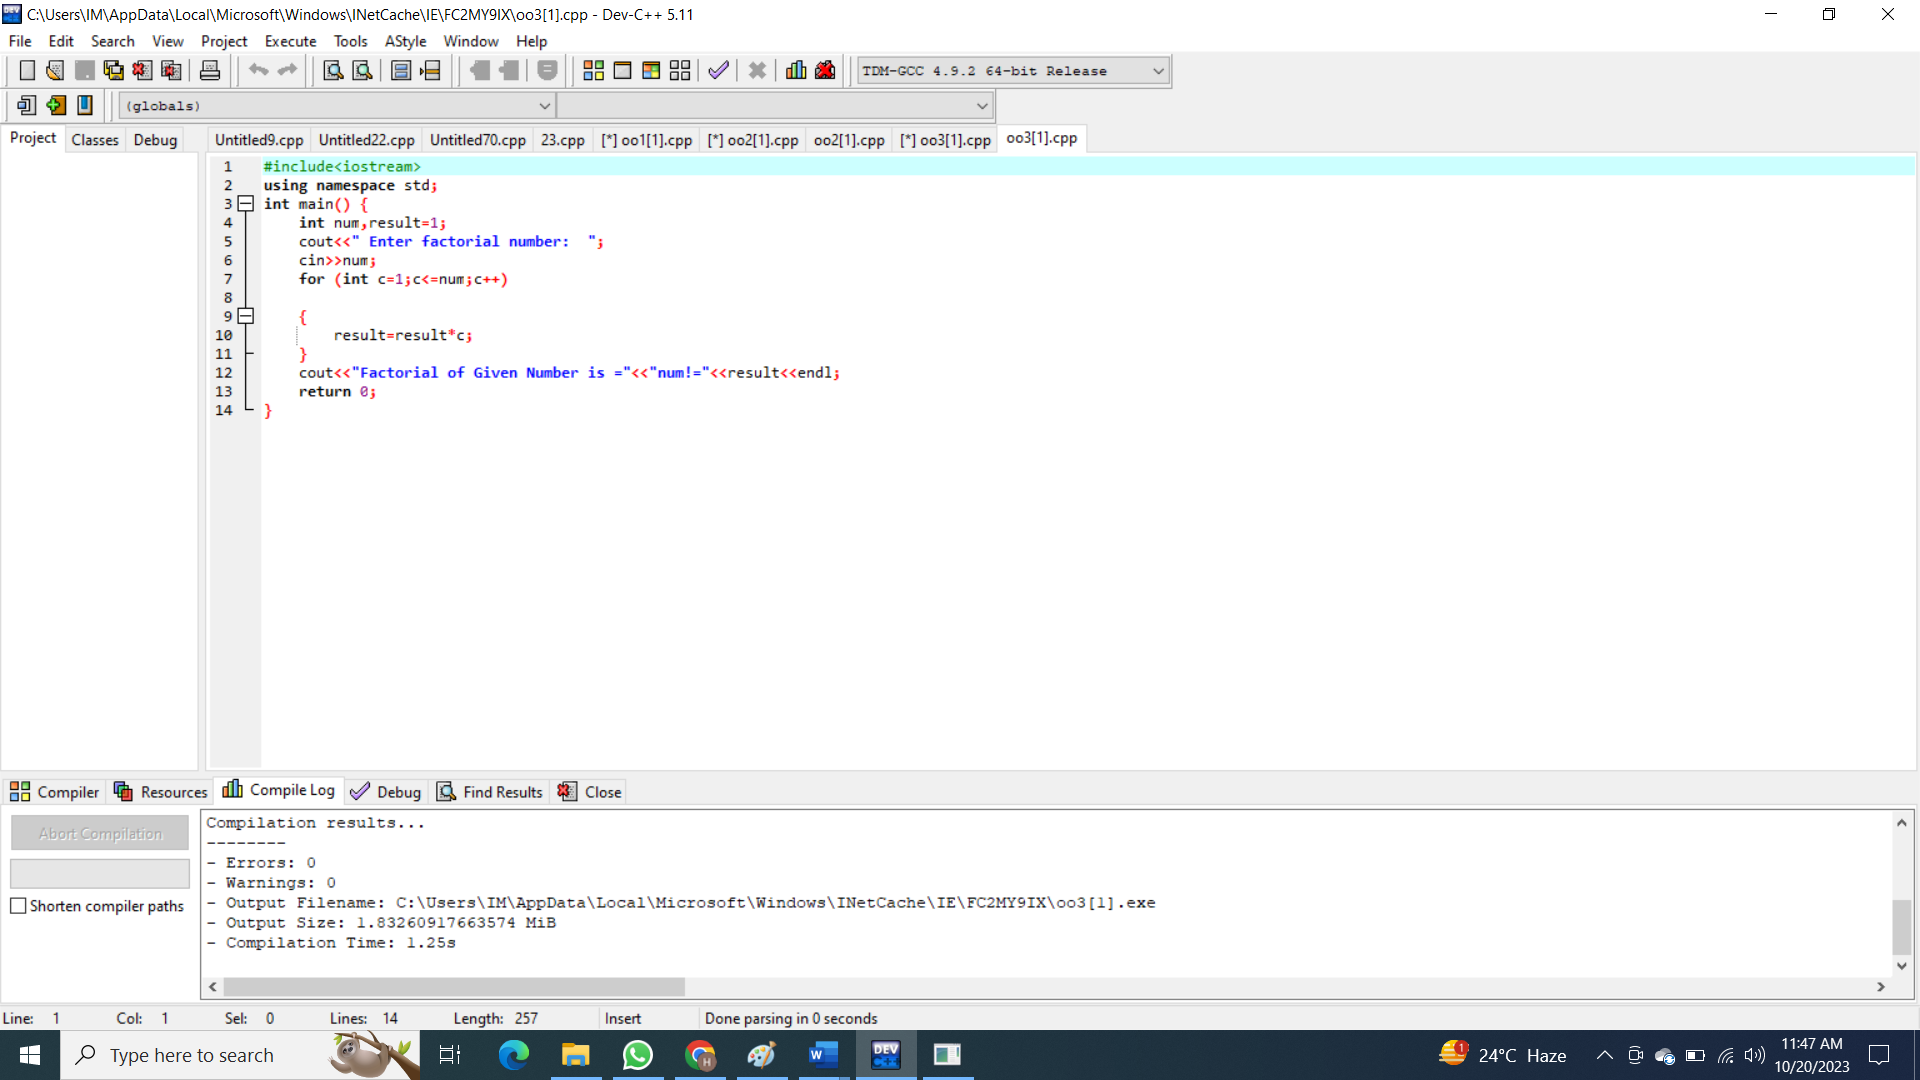 C:\Users\IM\AppData\Local\Microsoft\Windows\INetCache\IE\FC2MY9IX\oo3[1].cpp - Dev-C++ 5.11
File Edit Search View Project Execute Tools AStyle Window Help
TDM-GCC 4.9.2 64-bit Release
(globals)
Project Classes Debug Untitled9.cpp Untitled22.cpp Untitled70.cpp 23.cpp [*] oo1[1].cpp [*] oo2[1].cpp oo2[1].cpp [*] oo3[1].cpp oo3[1].cpp
1 #include<iostream>
2 using namespace std;
3 int main() {
4 int num,result=1;
5 cout<<" Enter factorial number:  ";
6 cin>>num;
7 for (int c=1;c<=num;c++)
8
9 {
10 result=result*c;
11 }
12 cout<<"Factorial of Given Number is ="<<"num!="<<result<<endl;
13 return 0;
14 }
Compiler Resources Compile Log Debug Find Results Close
Abort Compilation
Shorten compiler paths
Compilation results...
--------
- Errors: 0
- Warnings: 0
- Output Filename: C:\Users\IM\AppData\Local\Microsoft\Windows\INetCache\IE\FC2MY9IX\oo3[1].exe
- Output Size: 1.83260917663574 MiB
- Compilation Time: 1.25s
Line: 1 Col: 1 Sel: 0 Lines: 14 Length: 257 Insert Done parsing in 0 seconds
Type here to search
DEV
1
24°C Haze
11:47 AM
10/20/2023